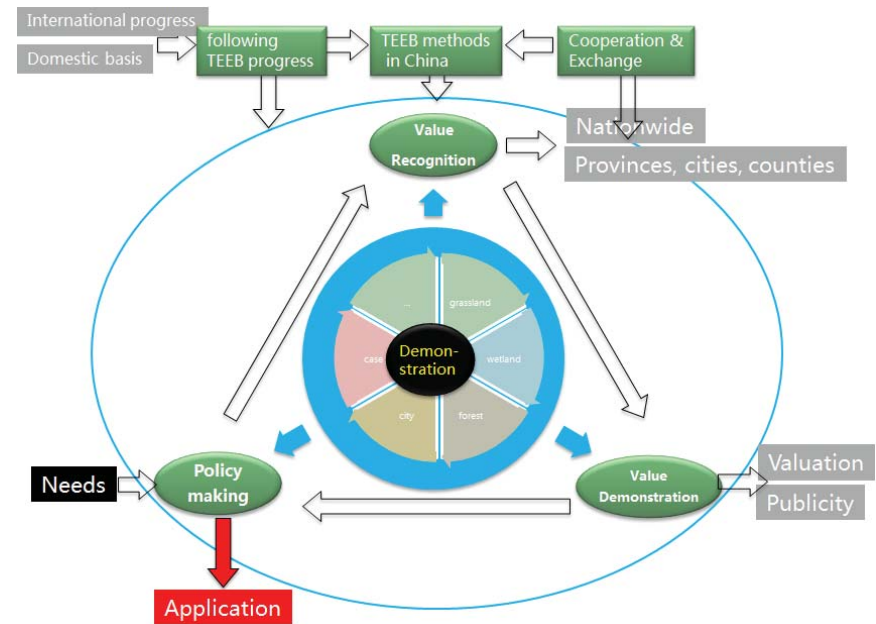 International progress
Domestic basis
following
TEEB progress
TEEB methods
in China
Cooperation &
Exchange
Value
Recognition
Nationwide
Provinces, cities, counties
...
grassland
case
Demon-
stration
wetland
city
forest
Needs
Policy
making
Value
Demonstration
Valuation
Publicity
Application